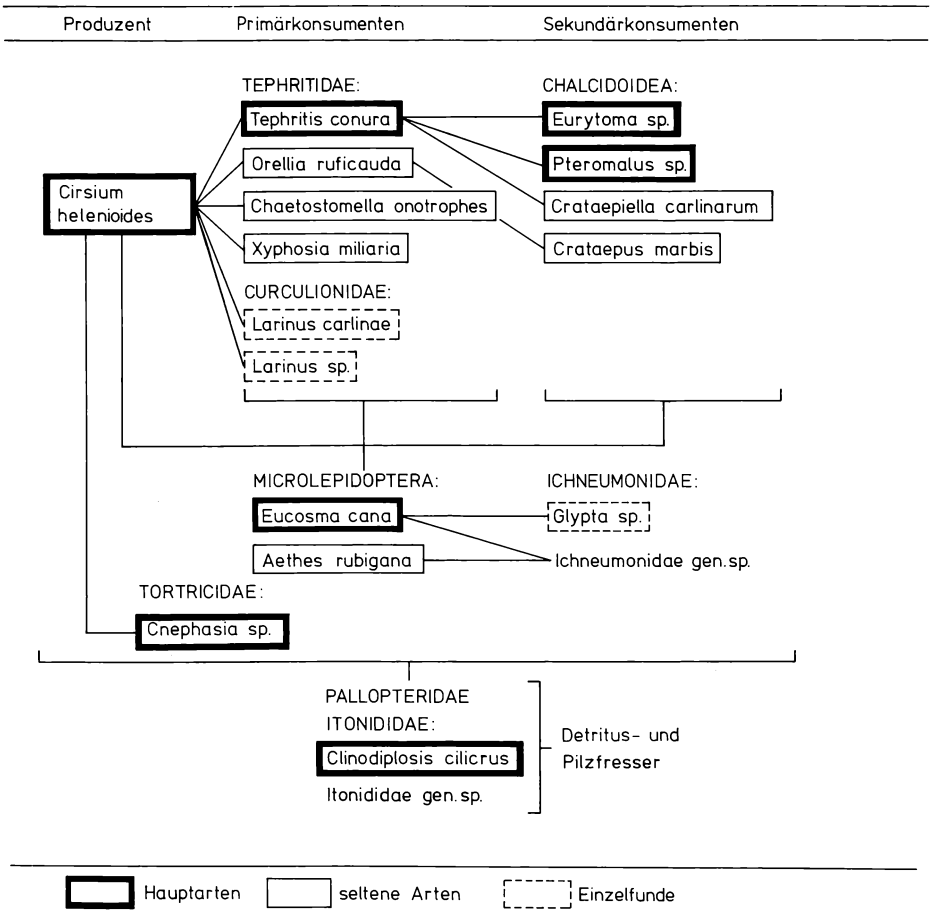 Produzent Primärkonsumenten Sekundärkonsumenten
TEPHRITIDAE: CHALCIDOIDEA:
Tephritis conura Eurytoma sp.
Orellia ruficauda Pteromalus sp.
Cirsium
helenioides
Chaetostomella onotrophes Crataepiella carlinarum
Xyphosia miliaria Crataepus marbis
CURCULIONIDAE:
Larinus carlinae
Larinus sp.
MICROLEPIDOPTERA: ICHNEUMONIDAE:
Eucosma cana Glypta sp.
Aethes rubigana Ichneumonidae gen.sp.
TORTRICIDAE:
Cnephasia sp.
PALLOPTERIDAE
ITONIDIDAE:
Clinodiplosis cilicrus
Itonididae gen.sp.
Detritus- und
Pilzfresser
Hauptarten seltene Arten Einzelfunde